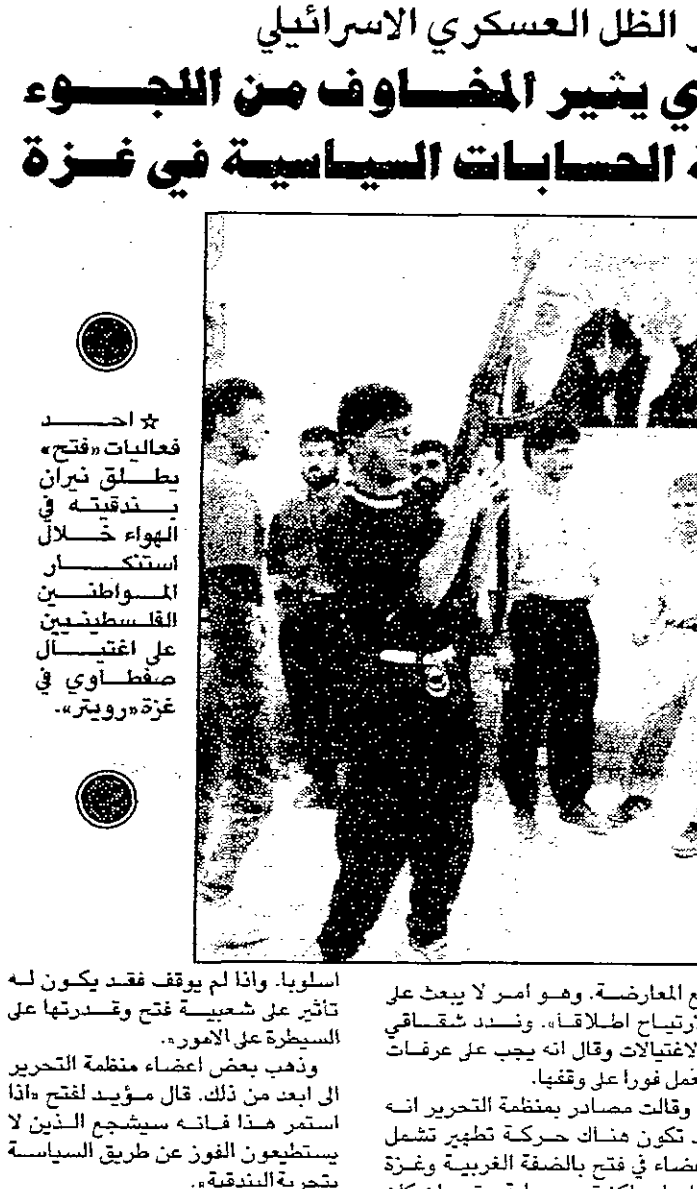 الظل العسكري الاسرائيلي
ي يثير المخاوف من اللجوء
الحسابات السياسية في غزة
☆ احد
فعاليات «فتح»
يطلق نيران
بندقيته في
الهواء خلال
استنكار
المواطنين
الفلسطينيين
على اغتيال
صفطاوي في
غزة «رويتر».
ع المعارضة. وهو امر لا يبعث على
رتياح اطلاقا». وندد شقاقي
لاغتيالات وقال انه يجب على عرفات
عمل فورا على وقفها.
وقالت مصادر بمنظمة التحرير انه
تكون هناك حركة تطهير تشمل
عضاء في فتح بالضفة الغربية وغزة
اسلوبا. واذا لم يوقف فقد يكون له
تأثير على شعبية فتح وقدرتها على
السيطرة على الامور».
وذهب بعض اعضاء منظمة التحرير
الى ابعد من ذلك. قال مؤيد لفتح «اذا
استمر هذا فانه سيشجع الذين لا
يستطيعون الفوز عن طريق السياسة
بتجربة البندقية».